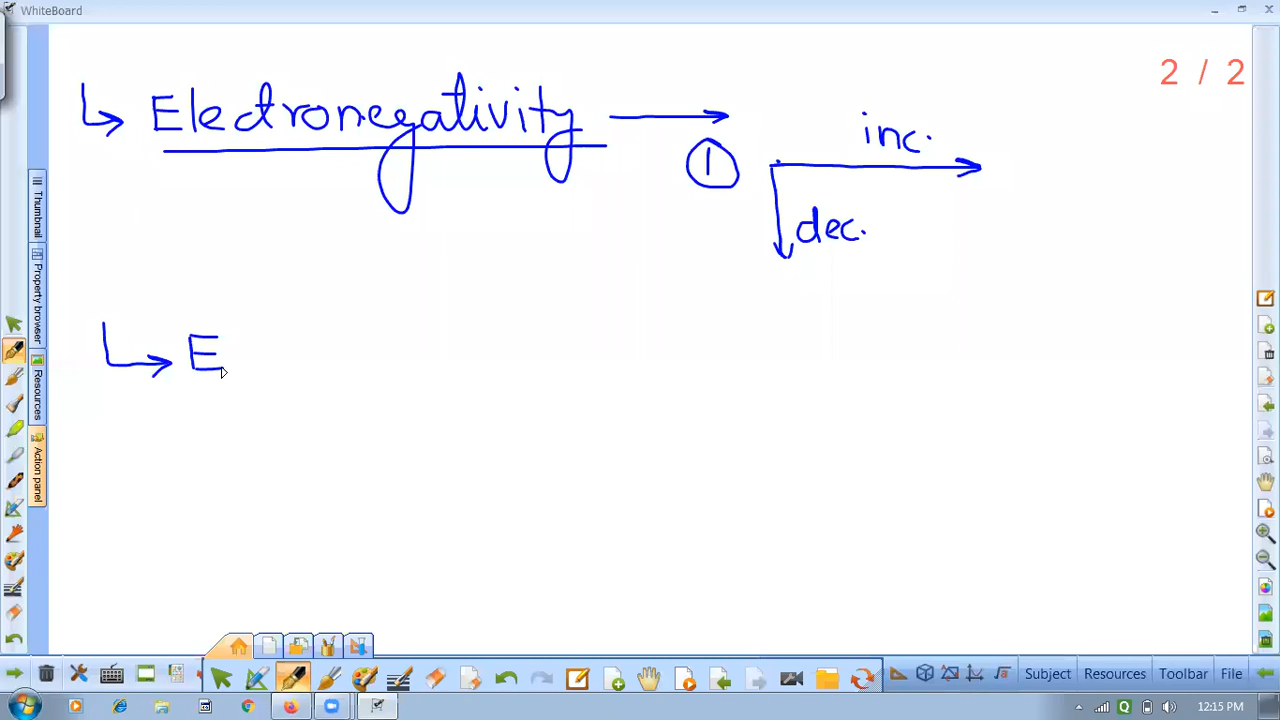 WhiteBoard
2 / 2
Electronegativity
① inc.
dec.
E
Thumbnail
Property browser
Resources
Action panel
Subject Resources Toolbar File
12:15 PM